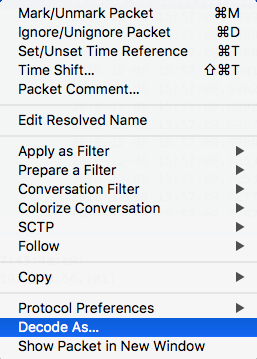 Mark/Unmark Packet ⌘M
Ignore/Unignore Packet ⌘D
Set/Unset Time Reference ⌘T
Time Shift... ⇧⌘T
Packet Comment...
Edit Resolved Name
Apply as Filter
Prepare a Filter
Conversation Filter
Colorize Conversation
SCTP
Follow
Copy
Protocol Preferences
Decode As...
Show Packet in New Window